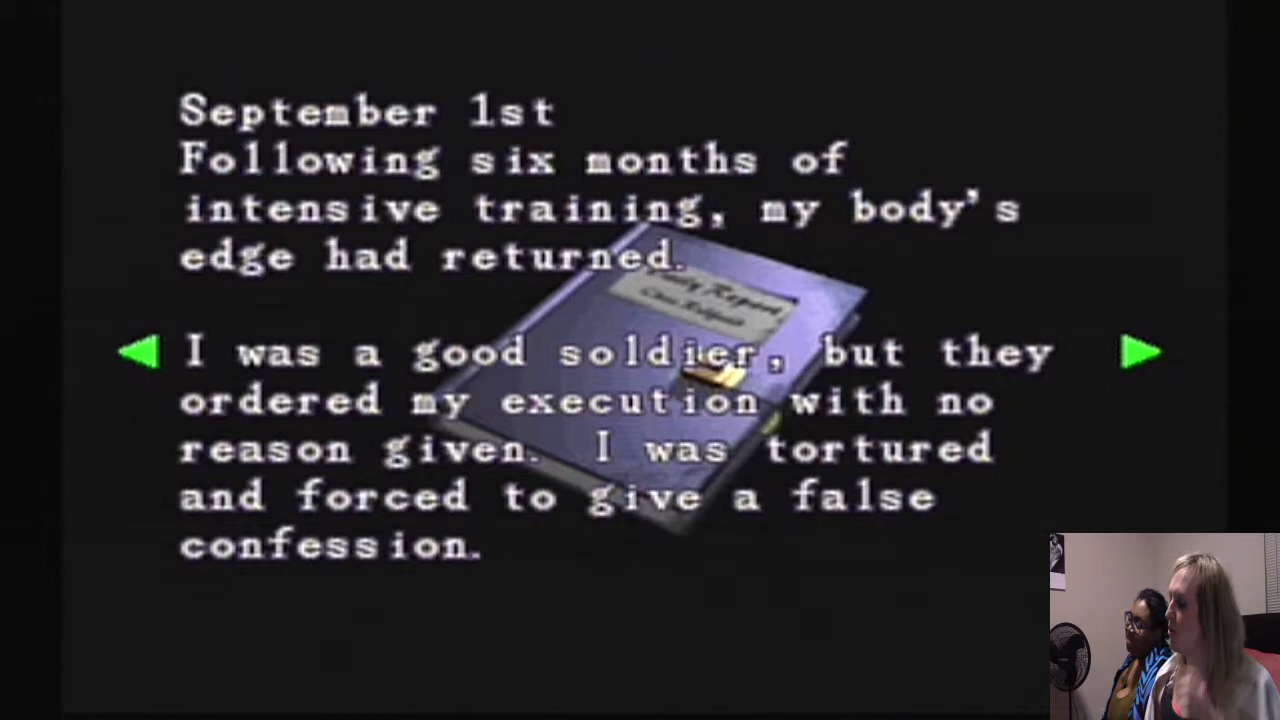 September 1st
Following six months of
intensive training, my body's
edge had returned.
I was a good soldier, but they
ordered my execution with no
reason given. I was tortured
and forced to give a false
confession.